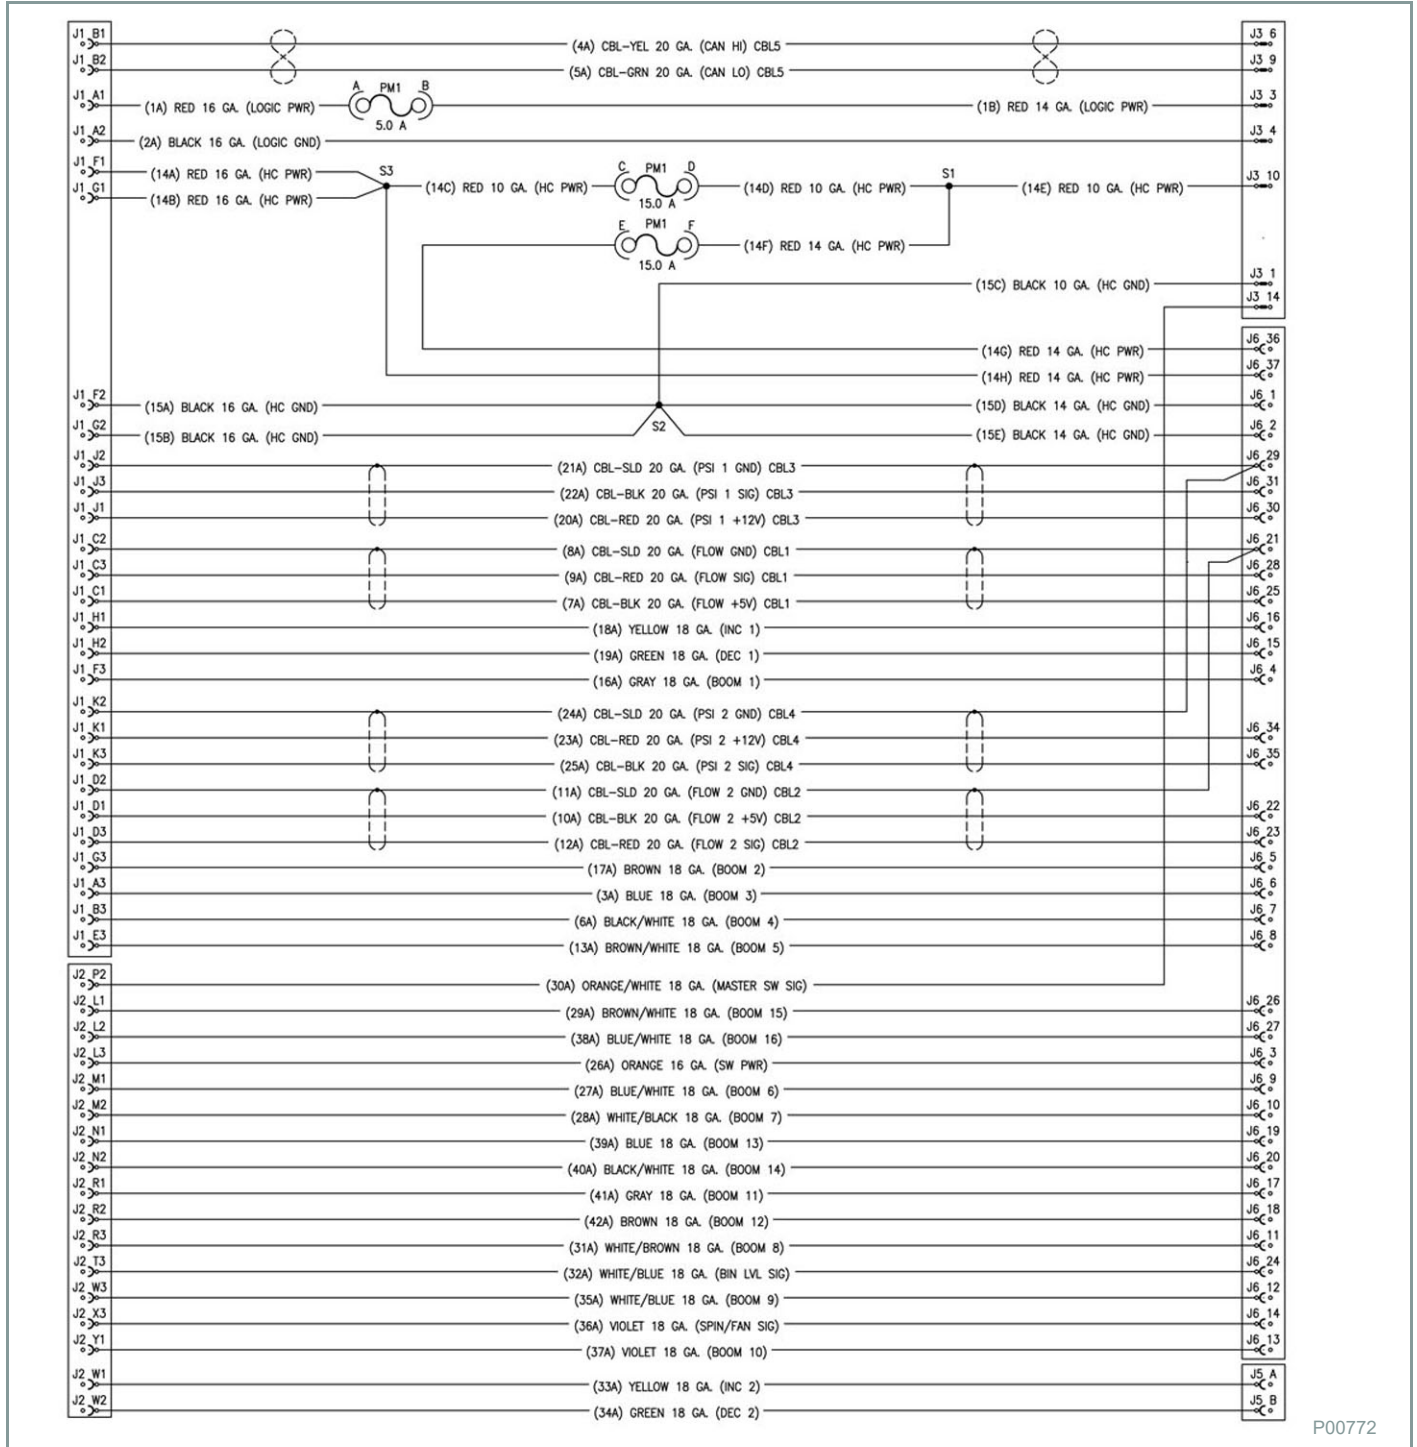 J1 B1 (4A) CBL-YEL 20 GA. (CAN HI) CBL5 J3 6
J1 B2 (5A) CBL-GRN 20 GA. (CAN LO) CBL5 J3 9
A PM1 B
J1 A1 (1A) RED 16 GA. (LOGIC PWR) (1B) RED 14 GA. (LOGIC PWR) J3 3
5.0 A
J1 A2 (2A) BLACK 16 GA. (LOGIC GND) J3 4
J1 F1 (14A) RED 16 GA. (HC PWR)
S3 C PM1 D S1
(14C) RED 10 GA. (HC PWR) (14D) RED 10 GA. (HC PWR) (14E) RED 10 GA. (HC PWR) J3 10
J1 G1 (14B) RED 16 GA. (HC PWR)
15.0 A
E PM1 F
(14F) RED 14 GA. (HC PWR)
15.0 A
(15C) BLACK 10 GA. (HC GND) J3 1
J3 14
(14G) RED 14 GA. (HC PWR) J6 36
(14H) RED 14 GA. (HC PWR) J6 37
J1 F2 (15A) BLACK 16 GA. (HC GND) (15D) BLACK 14 GA. (HC GND) J6 1
S2
J1 G2 (15B) BLACK 16 GA. (HC GND) (15E) BLACK 14 GA. (HC GND) J6 2
J1 J2 (21A) CBL-SLD 20 GA. (PSI 1 GND) CBL3 J6 29
J1 J3 (22A) CBL-BLK 20 GA. (PSI 1 SIG) CBL3 J6 31
J1 J1 (20A) CBL-RED 20 GA. (PSI 1 +12V) CBL3 J6 30
J1 C2 (8A) CBL-SLD 20 GA. (FLOW GND) CBL1 J6 21
J1 C3 (9A) CBL-RED 20 GA. (FLOW SIG) CBL1 J6 28
J1 C1 (7A) CBL-BLK 20 GA. (FLOW +5V) CBL1 J6 25
J1 H1 (18A) YELLOW 18 GA. (INC 1) J6 16
J1 H2 (19A) GREEN 18 GA. (DEC 1) J6 15
J1 F3 (16A) GRAY 18 GA. (BOOM 1) J6 4
J1 K2 (24A) CBL-SLD 20 GA. (PSI 2 GND) CBL4
J1 K1 (23A) CBL-RED 20 GA. (PSI 2 +12V) CBL4 J6 34
J1 K3 (25A) CBL-BLK 20 GA. (PSI 2 SIG) CBL4 J6 35
J1 D2 (11A) CBL-SLD 20 GA. (FLOW 2 GND) CBL2
J1 D1 (10A) CBL-BLK 20 GA. (FLOW 2 +5V) CBL2 J6 22
J1 D3 (12A) CBL-RED 20 GA. (FLOW 2 SIG) CBL2 J6 23
J1 G3 (17A) BROWN 18 GA. (BOOM 2) J6 5
J1 A3 (3A) BLUE 18 GA. (BOOM 3) J6 6
J1 B3 (6A) BLACK/WHITE 18 GA. (BOOM 4) J6 7
J1 E3 (13A) BROWN/WHITE 18 GA. (BOOM 5) J6 8
J2 P2 (30A) ORANGE/WHITE 18 GA. (MASTER SW SIG)
J2 L1 (29A) BROWN/WHITE 18 GA. (BOOM 15) J6 26
J2 L2 (38A) BLUE/WHITE 18 GA. (BOOM 16) J6 27
J2 L3 (26A) ORANGE 16 GA. (SW PWR) J6 3
J2 M1 (27A) BLUE/WHITE 18 GA. (BOOM 6) J6 9
J2 M2 (28A) WHITE/BLACK 18 GA. (BOOM 7) J6 10
J2 N1 (39A) BLUE 18 GA. (BOOM 13) J6 19
J2 N2 (40A) BLACK/WHITE 18 GA. (BOOM 14) J6 20
J2 R1 (41A) GRAY 18 GA. (BOOM 11) J6 17
J2 R2 (42A) BROWN 18 GA. (BOOM 12) J6 18
J2 R3 (31A) WHITE/BROWN 18 GA. (BOOM 8) J6 11
J2 T3 (32A) WHITE/BLUE 18 GA. (BIN LVL SIG) J6 24
J2 W3 (35A) WHITE/BLUE 18 GA. (BOOM 9) J6 12
J2 X3 (36A) VIOLET 18 GA. (SPIN/FAN SIG) J6 14
J2 Y1 (37A) VIOLET 18 GA. (BOOM 10) J6 13
J2 W1 (33A) YELLOW 18 GA. (INC 2) J5 A
J2 W2 (34A) GREEN 18 GA. (DEC 2) J5 B
P00772